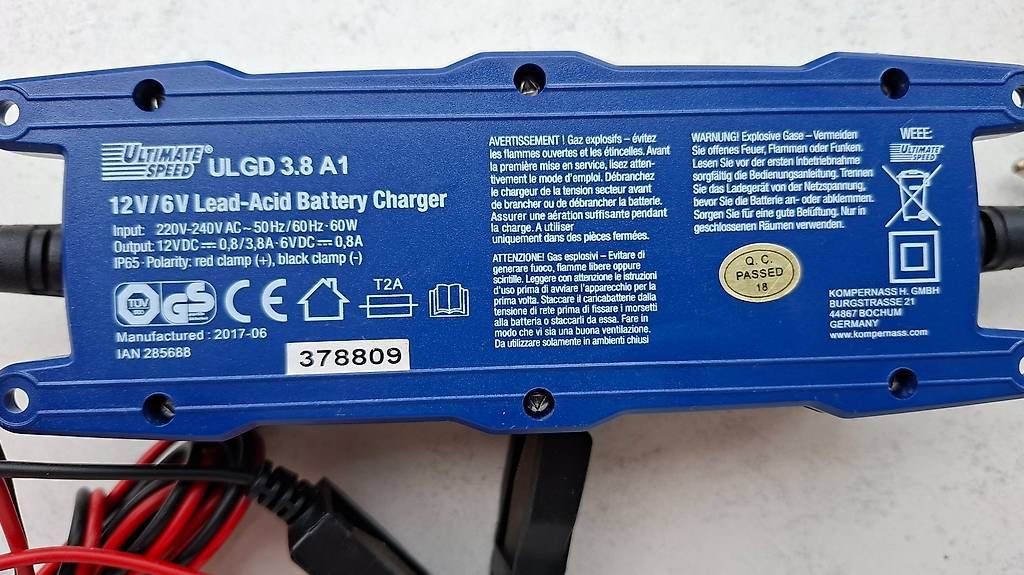 ULTIMATE SPEED® ULGD 3.8 A1
12V/6V Lead-Acid Battery Charger
Input: 220V-240V AC ~ 50Hz/60Hz · 60W
Output: 12VDC ⎓ 0,8/3,8A · 6VDC ⎓ 0,8A
IP65 · Polarity: red clamp (+), black clamp (-)
TÜV SÜD GS CE T2A
Manufactured : 2017-06
IAN 285688
378809
AVERTISSEMENT ! Gaz explosifs – évitez
les flammes ouvertes et les étincelles. Avant
la première mise en service, lisez atten-
tivement le mode d'emploi. Débranchez
le chargeur de la tension secteur avant
de brancher ou de débrancher la batterie.
Assurer une aération suffisante pendant
la charge. A utiliser
uniquement dans des pièces fermées.
ATTENZIONE! Gas esplosivi – Evitare di
generare fuoco, fiamme libere oppure
scintille. Leggere con attenzione le istruzioni
d'uso prima di avviare l'apparecchio per la
prima volta. Staccare il caricabatterie dalla
tensione di rete prima di fissare I morsetti
alla batteria o staccarli da essa. Fare in
modo che vi sia una buona ventilazione.
Da utilizzare solamente in ambienti chiusi
WARNUNG! Explosive Gase – Vermeiden
Sie offenes Feuer, Flammen oder Funken.
Lesen Sie vor der ersten Inbetriebnahme
sorgfältig die Bedienungsanleitung. Trennen
Sie das Ladegerät von der Netzspannung,
bevor Sie die Batterie an- oder abklemmen.
Sorgen Sie für eine gute Belüftung. Nur in
geschlossenen Räumen verwenden.
Q.C.
PASSED
18
WEEE:
ULTIMATE SPEED
KOMPERNASS H. GMBH
BURGSTRASSE 21
44867 BOCHUM
GERMANY
www.kompernass.com